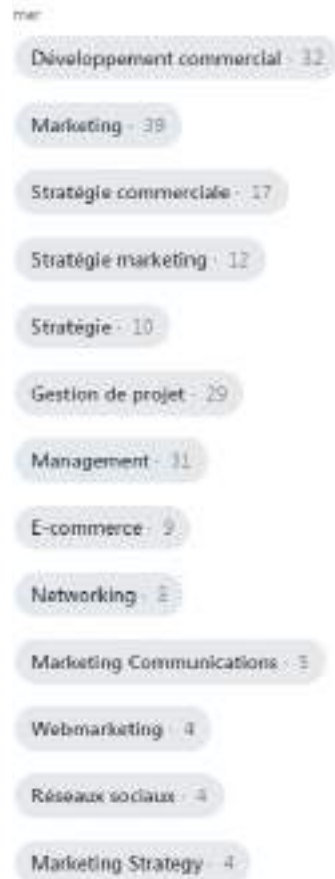 mer
Développement commercial · 32
Marketing · 39
Stratégie commerciale · 17
Stratégie marketing · 12
Stratégie · 10
Gestion de projet · 29
Management · 31
E-commerce · 9
Networking ·
Marketing Communications ·
Webmarketing · 4
Réseaux sociaux · 4
Marketing Strategy · 4